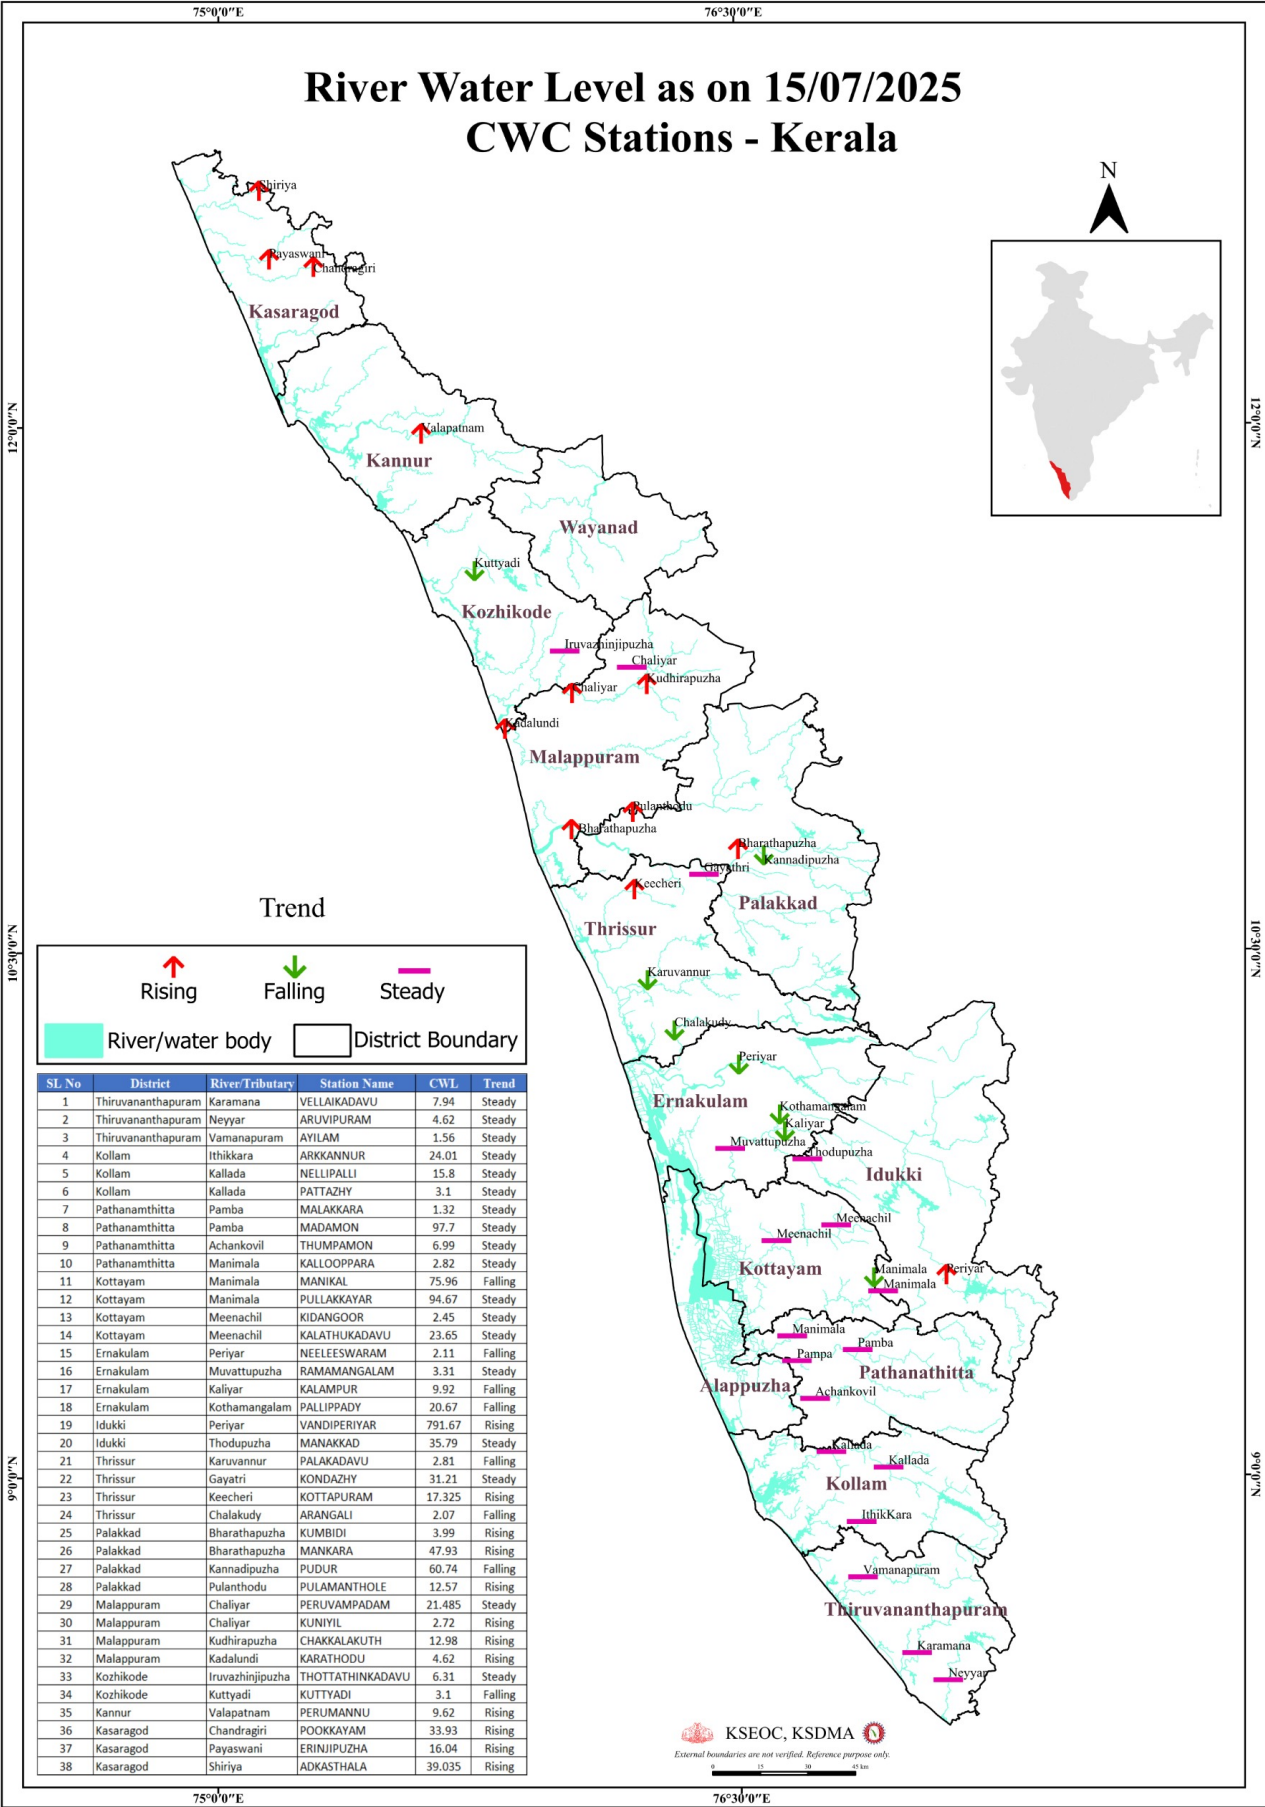 75°0'0"E 76°30'0"E
River Water Level as on 15/07/2025
CWC Stations - Kerala
N
Shiriya
Payaswani
Chandragiri
Kasaragod
12°0'0"N 12°0'0"N
Valapatnam
Kannur
Wayanad
Kuttyadi
Kozhikode
Iruvazhinjipuzha
Chaliyar
Kudhirapuzha
Chaliyar
Kadalundi
Malappuram
Pulanthodu
Bharathapuzha
Bharathapuzha
Kannadipuzha
Gayathri
Keecheri
Palakkad
Thrissur
10°30'0"N 10°30'0"N
Karuvannur
Chalakudy
Periyar
Ernakulam
Kothamangalam
Kaliyar
Muvattupuzha
Thodupuzha
Idukki
Meenachil
Meenachil
Kottayam
Manimala
Periyar
Manimala
Manimala
Pamba
Pampa
Pathanathitta
Alappuzha
Achankovil
Kallada
Kallada
Kollam
9°0'0"N 9°0'0"N
IthikKara
Vamanapuram
Thiruvananthapuram
Karamana
Neyyar
Trend
Rising Falling Steady
River/water body District Boundary
SL No District River/Tributary Station Name CWL Trend
1 Thiruvananthapuram Karamana VELLAIKADAVU 7.94 Steady
2 Thiruvananthapuram Neyyar ARUVIPURAM 4.62 Steady
3 Thiruvananthapuram Vamanapuram AYILAM 1.56 Steady
4 Kollam Ithikkara ARKKANNUR 24.01 Steady
5 Kollam Kallada NELLIPALLI 15.8 Steady
6 Kollam Kallada PATTAZHY 3.1 Steady
7 Pathanamthitta Pamba MALAKKARA 1.32 Steady
8 Pathanamthitta Pamba MADAMON 97.7 Steady
9 Pathanamthitta Achankovil THUMPAMON 6.99 Steady
10 Pathanamthitta Manimala KALLOOPPARA 2.82 Steady
11 Kottayam Manimala MANIKAL 75.96 Falling
12 Kottayam Manimala PULLAKKAYAR 94.67 Steady
13 Kottayam Meenachil KIDANGOOR 2.45 Steady
14 Kottayam Meenachil KALATHUKADAVU 23.65 Steady
15 Ernakulam Periyar NEELEESWARAM 2.11 Falling
16 Ernakulam Muvattupuzha RAMAMANGALAM 3.31 Steady
17 Ernakulam Kaliyar KALAMPUR 9.92 Falling
18 Ernakulam Kothamangalam PALLIPPADY 20.67 Falling
19 Idukki Periyar VANDIPERIYAR 791.67 Rising
20 Idukki Thodupuzha MANAKKAD 35.79 Steady
21 Thrissur Karuvannur PALAKADAVU 2.81 Falling
22 Thrissur Gayatri KONDAZHY 31.21 Steady
23 Thrissur Keecheri KOTTAPURAM 17.325 Rising
24 Thrissur Chalakudy ARANGALI 2.07 Falling
25 Palakkad Bharathapuzha KUMBIDI 3.99 Rising
26 Palakkad Bharathapuzha MANKARA 47.93 Rising
27 Palakkad Kannadipuzha PUDUR 60.74 Falling
28 Palakkad Pulanthodu PULAMANTHOLE 12.57 Rising
29 Malappuram Chaliyar PERUVAMPADAM 21.485 Steady
30 Malappuram Chaliyar KUNIYIL 2.72 Rising
31 Malappuram Kudhirapuzha CHAKKALAKUTH 12.98 Rising
32 Malappuram Kadalundi KARATHODU 4.62 Rising
33 Kozhikode Iruvazhinjipuzha THOTTATHINKADAVU 6.31 Steady
34 Kozhikode Kuttyadi KUTTYADI 3.1 Falling
35 Kannur Valapatnam PERUMANNU 9.62 Rising
36 Kasaragod Chandragiri POOKKAYAM 33.93 Rising
37 Kasaragod Payaswani ERINJIPUZHA 16.04 Rising
38 Kasaragod Shiriya ADKASTHALA 39.035 Rising
KSEOC, KSDMA
External boundaries are not verified. Reference purpose only.
0 15 30 45 km
75°0'0"E 76°30'0"E